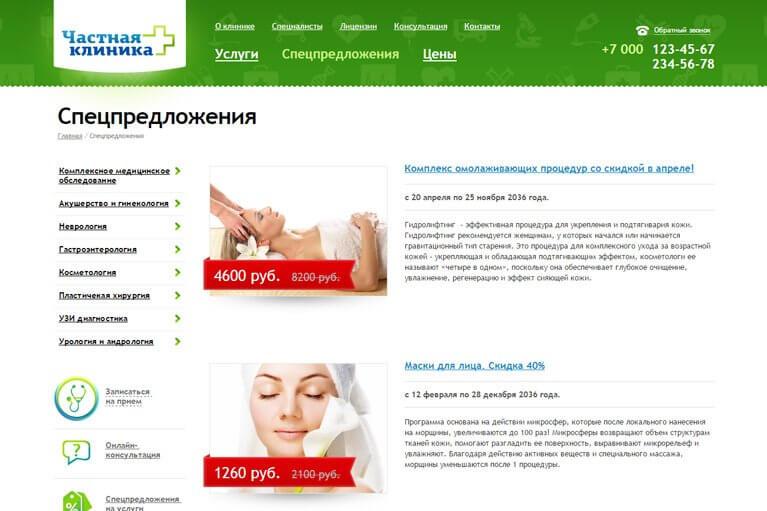 Частная
клиника
О клинике Специалисты Лицензии Консультация Контакты
Обратный звонок
Услуги Спецпредложения Цены
+7 000 123-45-67
234-56-78
Спецпредложения
Главная / Спецпредложения
Комплексное медицинское
обследование
Акушерство и гинекология
Неврология
Гастроэнтерология
Косметология
Пластичекая хирургия
УЗИ диагностика
Урология и андрология
Записаться
на прием
Онлайн-
консультация
Спецпредложения
на услуги
4600 руб. 8200 руб.
Комплекс омолаживающих процедур со скидкой в апреле!
с 20 апреля по 25 ноября 2036 года.
Гидролифтинг - эффективная процедура для укрепления и подтягивария кожи.
Гидролифтинг рекомендуется женщинам, у которых начался или начинается
гравитационный тип старения. Это процедура для комплексного ухода за возрастной
кожей - укрепляющая и обладающая подтягивающим эффектом, косметологи ее
называют «четыре в одном», поскольку она обеспечивает глубокое очищение,
увлажнение, регенерацию и эффект сияющей кожи.
1260 руб. 2100 руб.
Маски для лица. Скидка 40%
с 12 февраля по 28 декабря 2036 года.
Программа основана на действии микросфер, которые после локального нанесения
на морщины, увеличиваются до 100 раз! Микросферы возвращают объем структурам
тканей кожи, помогают разгладить ее поверхность, выравнивают микрорельеф и
увлажняют. Благодаря действию активных веществ и специального массажа,
морщины уменьшаются после 1 процедуры.